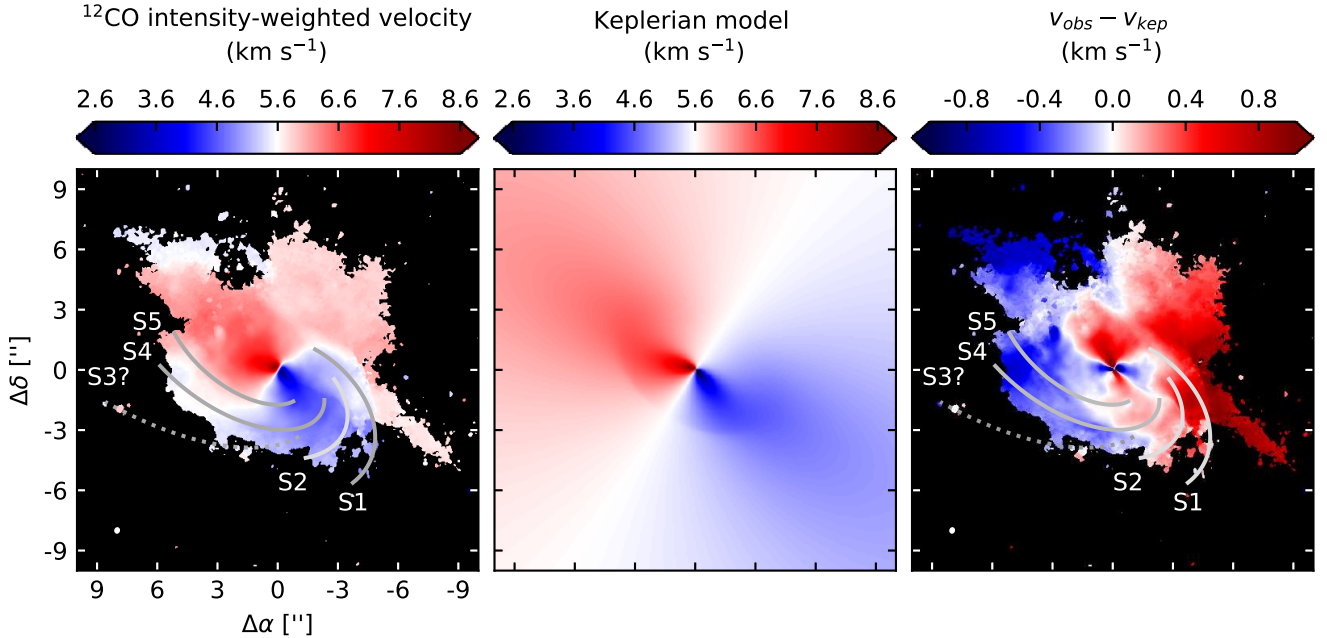 ¹²CO intensity-weighted velocity
(km s⁻¹)
2.6 3.6 4.6 5.6 6.6 7.6 8.6
Keplerian model
(km s⁻¹)
2.6 3.6 4.6 5.6 6.6 7.6 8.6
v_obs − v_kep
(km s⁻¹)
-0.8 -0.4 0.0 0.4 0.8
9
6
3
0
-3
-6
-9
Δδ ['']
S5
S4
S3?
S2
S1
9 6 3 0 -3 -6 -9
Δα ['']
S5
S4
S3?
S2
S1